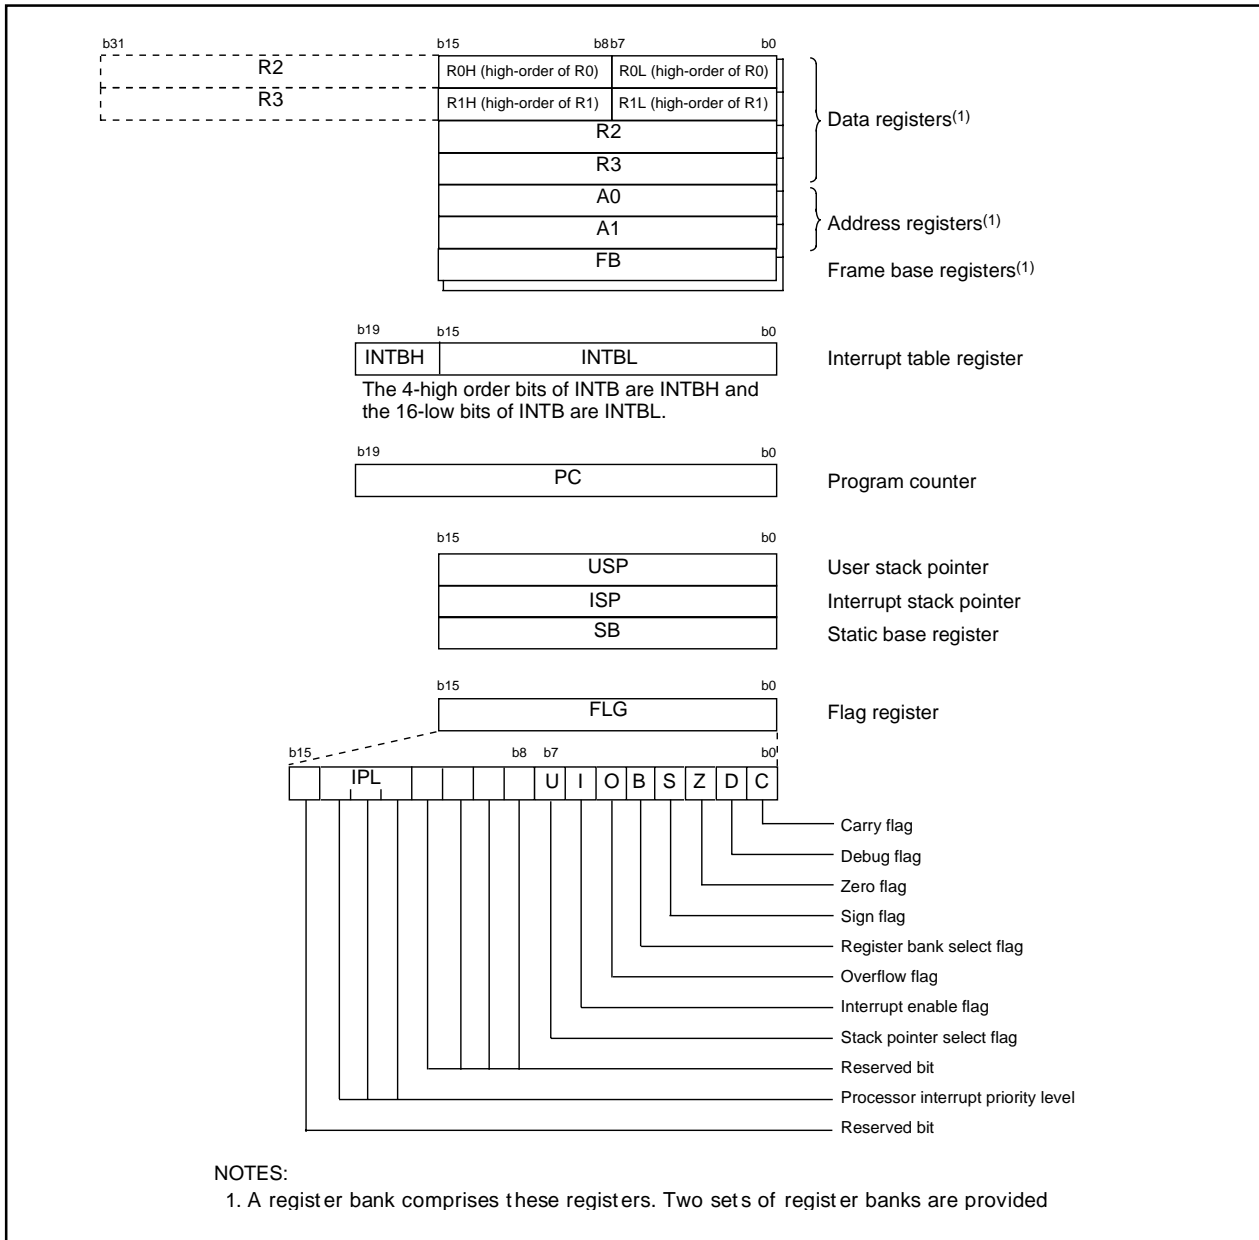 b31 b15 b8b7 b0
R2 R0H (high-order of R0) R0L (high-order of R0)
R3 R1H (high-order of R1) R1L (high-order of R1)
R2
Data registers(1)
R3
A0
A1
Address registers(1)
FB
Frame base registers(1)
b19 b15 b0
INTBH INTBL Interrupt table register
The 4-high order bits of INTB are INTBH and
the 16-low bits of INTB are INTBL.
b19 b0
PC Program counter
b15 b0
USP User stack pointer
ISP Interrupt stack pointer
SB Static base register
b15 b0
FLG Flag register
b15 b8 b7 b0
IPL U I O B S Z D C
Carry flag
Debug flag
Zero flag
Sign flag
Register bank select flag
Overflow flag
Interrupt enable flag
Stack pointer select flag
Reserved bit
Processor interrupt priority level
Reserved bit
NOTES:
1. A register bank comprises these registers. Two sets of register banks are provided